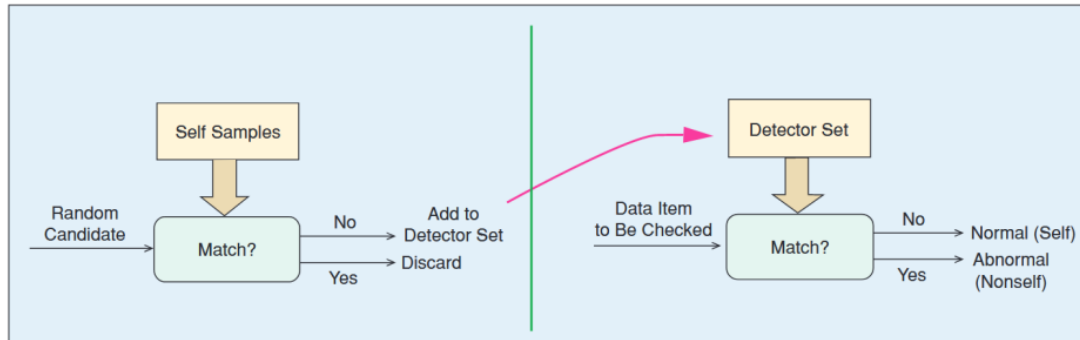 Self Samples
Random
Candidate
Match?
No
Yes
Add to
Detector Set
Discard
Detector Set
Data Item
to Be Checked
Match?
No
Yes
Normal (Self)
Abnormal
(Nonself)